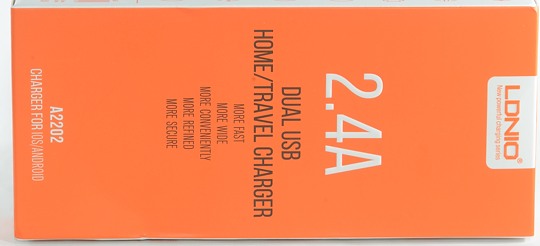 LDNIO®
New powerful charging series
2.4A
DUAL USB
HOME/TRAVEL CHARGER
MORE FAST
MORE WIDE
MORE CONVENIENTLY
MORE REFINED
MORE SECURE
A2202
CHARGER FOR IOS/ANDROID